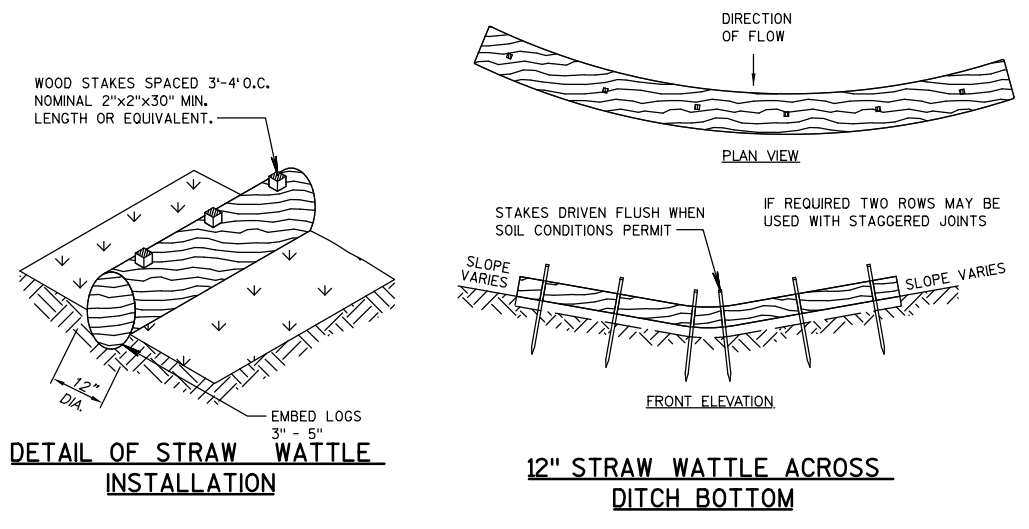 WOOD STAKES SPACED 3'-4' O.C.
NOMINAL 2"x2"x30" MIN.
LENGTH OR EQUIVALENT.
12"
DIA.
EMBED LOGS
3" - 5"
DETAIL OF STRAW WATTLE
INSTALLATION
DIRECTION
OF FLOW
PLAN VIEW
STAKES DRIVEN FLUSH WHEN
SOIL CONDITIONS PERMIT
IF REQUIRED TWO ROWS MAY BE
USED WITH STAGGERED JOINTS
SLOPE
VARIES
SLOPE VARIES
FRONT ELEVATION
12" STRAW WATTLE ACROSS
DITCH BOTTOM